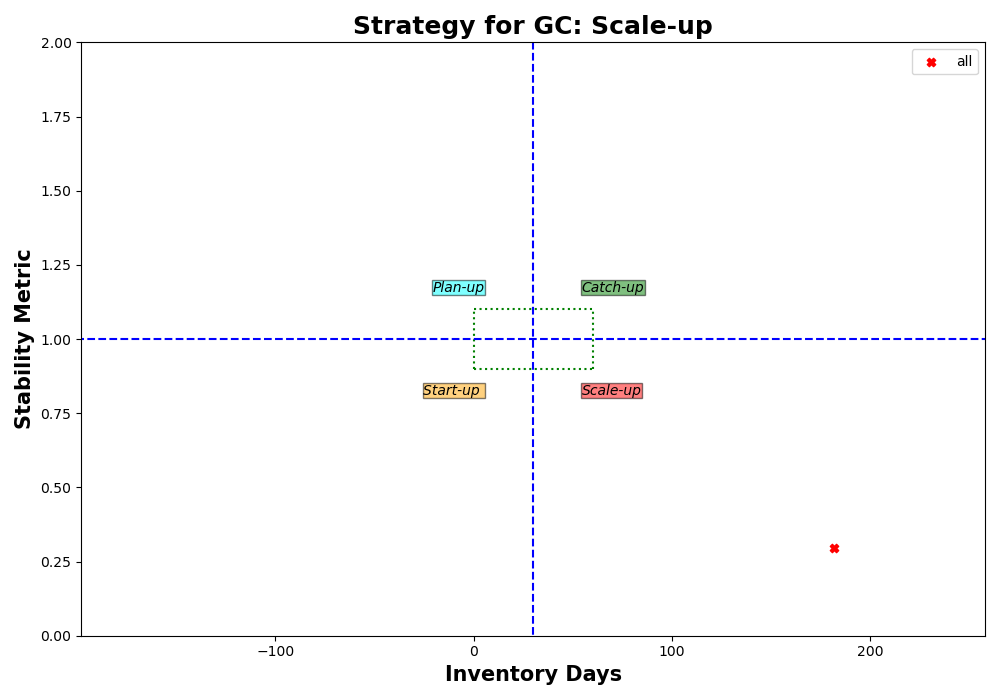 Strategy for GC: Scale-up
all
Stability Metric
2.00
1.75
1.50
1.25
1.00
0.75
0.50
0.25
0.00
Plan-up
Catch-up
Start-up
Scale-up
−100
0
100
200
Inventory Days